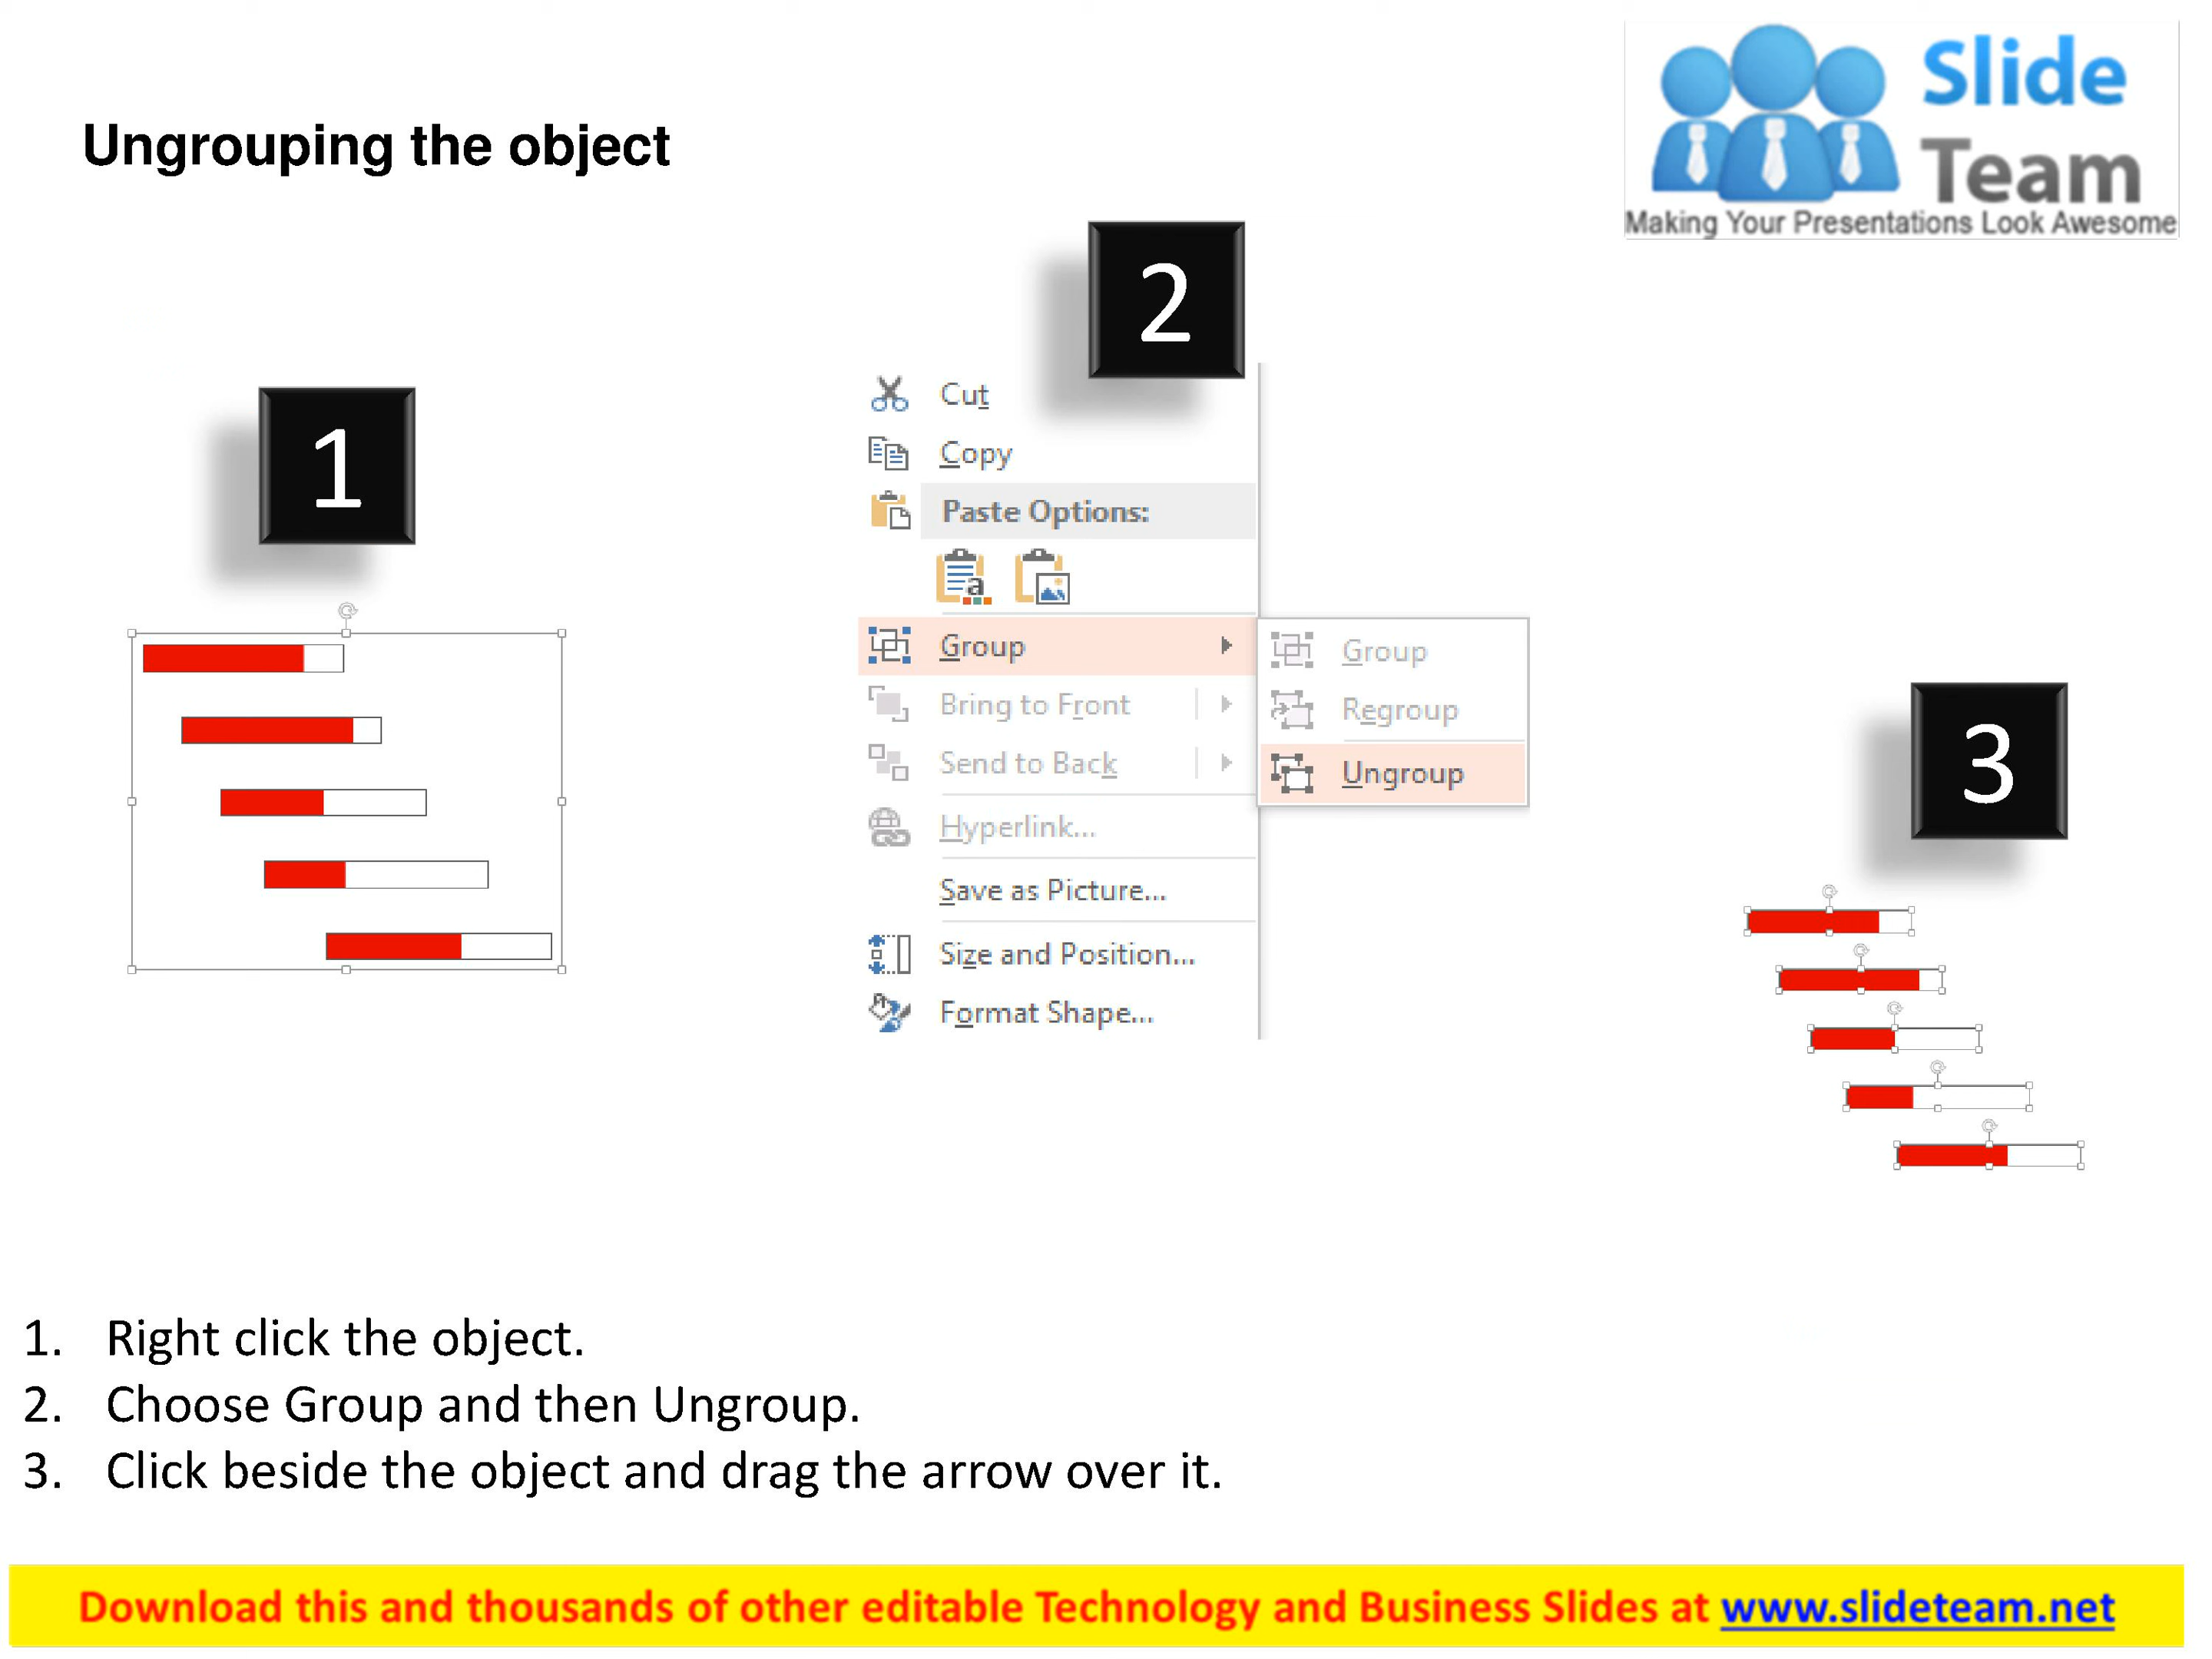 Slide
Team
Making Your Presentations Look Awesome
Ungrouping the object
1
2
Cut
Copy
Paste Options:
a
Group
Bring to Front
Send to Back
Hyperlink...
Save as Picture...
Size and Position...
Format Shape...
Group
Regroup
Ungroup
3
1. Right click the object.
2. Choose Group and then Ungroup.
3. Click beside the object and drag the arrow over it.
Download this and thousands of other editable Technology and Business Slides at www.slideteam.net